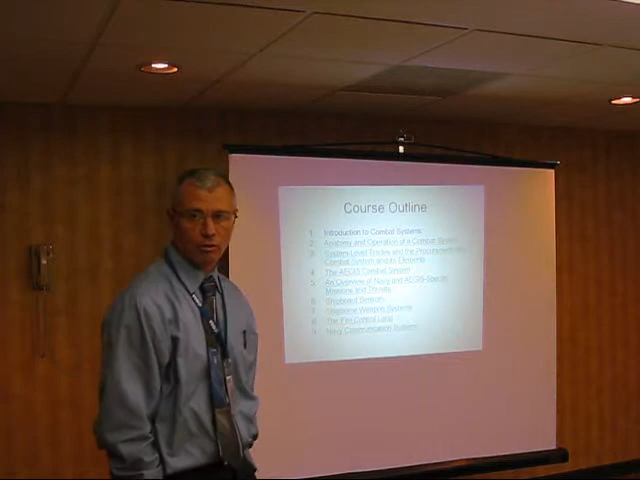 Course Outline
1. Introduction to Combat Systems
2. Anatomy and Operation of a Combat System
3. System-Level Trades and the Procurement
Combat System and its Elements
4. The AEGIS Combat System
5. An Overview of Navy and AEGIS-Specific
Missions and Threats
6. Shipboard Sensors
7. Shipborne Weapon Systems
8. The Fire Control Loop
9. Navy Communication Systems